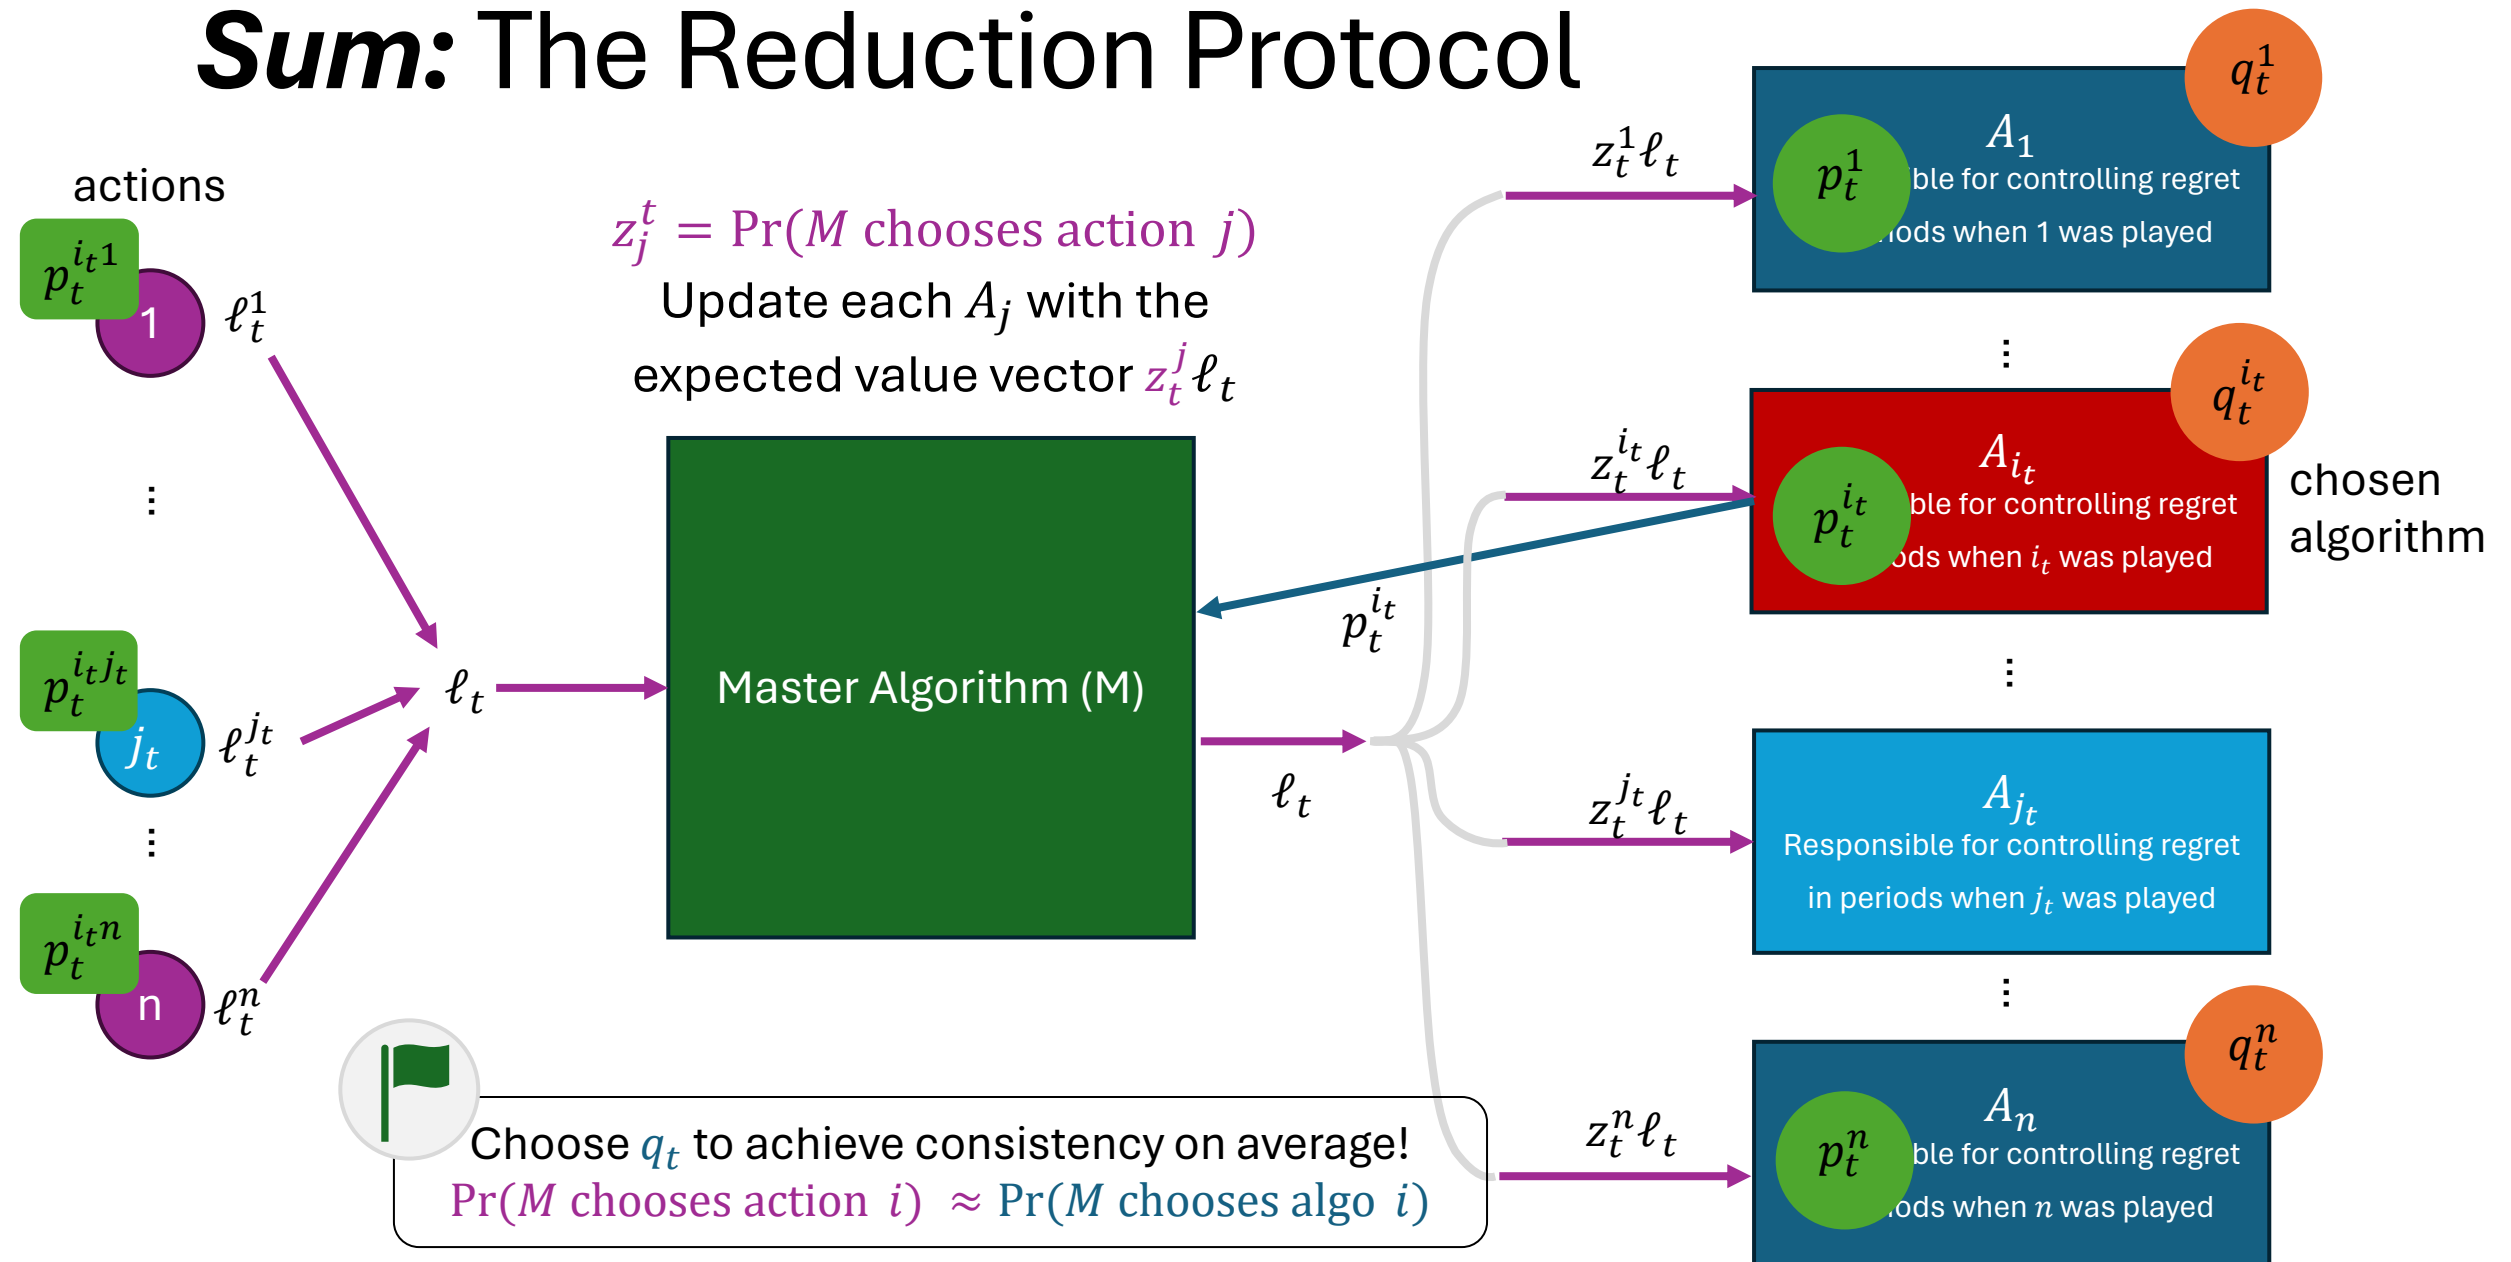 Sum: The Reduction Protocol
actions
p_t^{i_t 1}
1
ℓ_t^1
⋮
p_t^{i_t j_t}
j_t
ℓ_t^{j_t}
⋮
p_t^{i_t n}
n
ℓ_t^n
ℓ_t
z_j^t = Pr(M chooses action j)
Update each A_j with the
expected value vector z_t^j ℓ_t
Master Algorithm (M)
p_t^{i_t}
ℓ_t
z_t^1 ℓ_t
z_t^{i_t} ℓ_t
z_t^{j_t} ℓ_t
z_t^n ℓ_t
q_t^1
A_1
p_t^1
ble for controlling regret
ods when 1 was played
⋮
q_t^{i_t}
A_{i_t}
p_t^{i_t}
ble for controlling regret
ods when i_t was played
chosen
algorithm
⋮
A_{j_t}
Responsible for controlling regret
in periods when j_t was played
⋮
q_t^n
A_n
p_t^n
ble for controlling regret
ods when n was played
Choose q_t to achieve consistency on average!
Pr(M chooses action i) ≈ Pr(M chooses algo i)